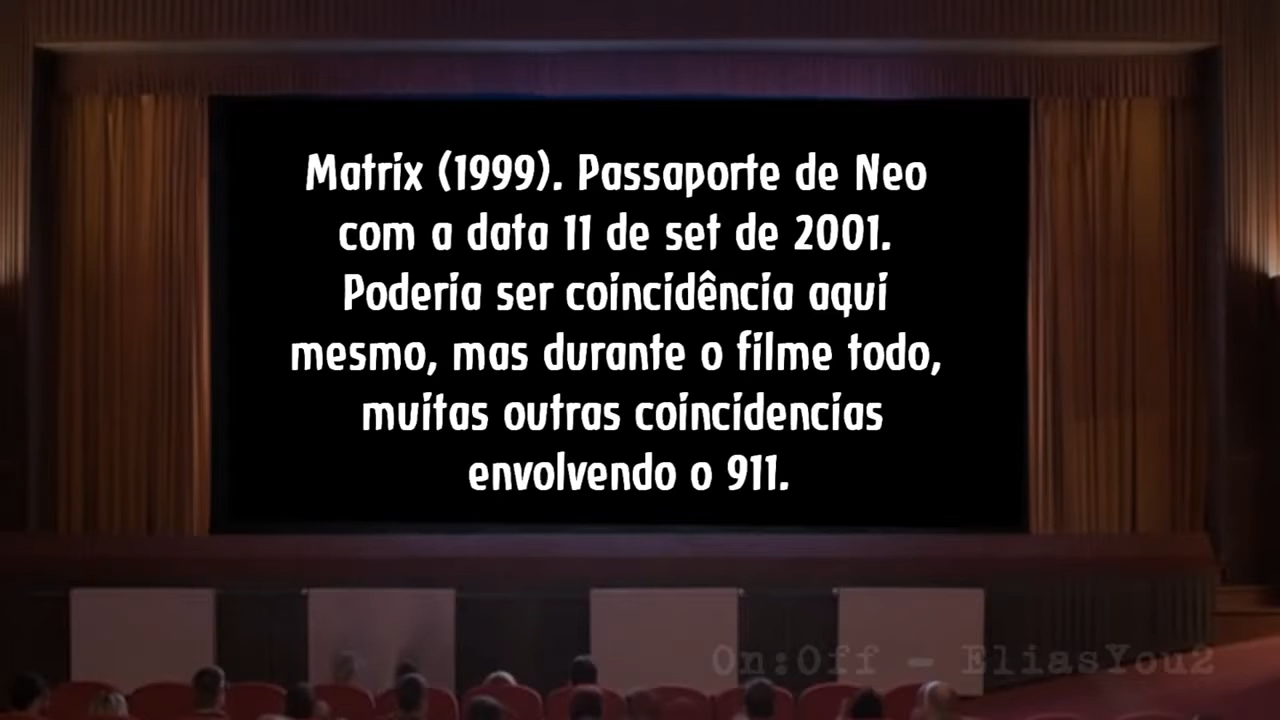 Matrix (1999). Passaporte de Neo
com a data 11 de set de 2001.
Poderia ser coincidência aqui
mesmo, mas durante o filme todo,
muitas outras coincidencias
envolvendo o 911.
On:Off - EliasYou2